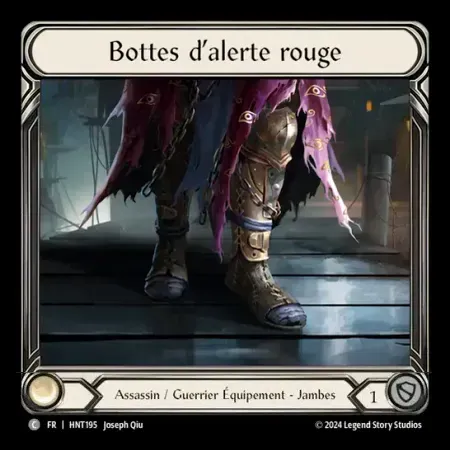 Bottes d'alerte rouge
Assassin / Guerrier Équipement - Jambes
1
C FR | HNT195 Joseph Qiu
© 2024 Legend Story Studios